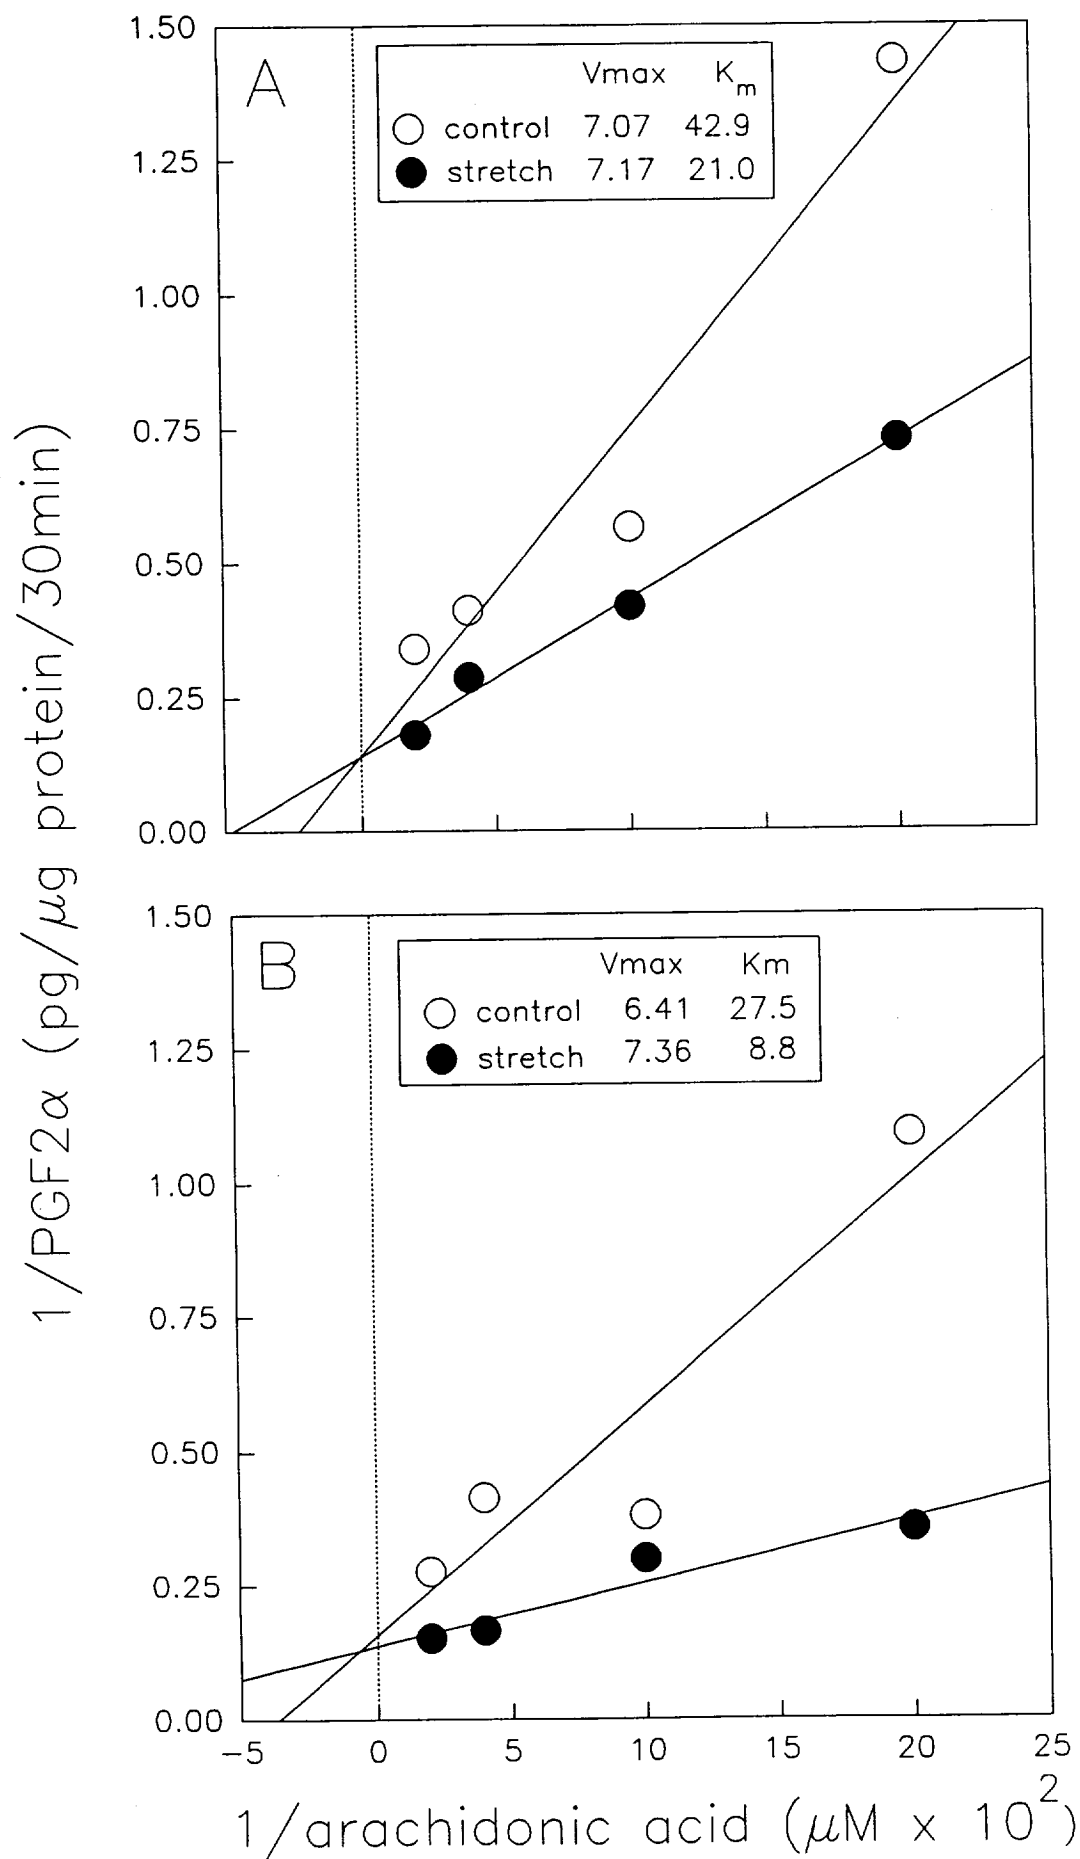 1/PGF2α (pg/μg protein/30min)
A
Vmax Km
control 7.07 42.9
stretch 7.17 21.0
1.50
1.25
1.00
0.75
0.50
0.25
0.00
B
Vmax Km
control 6.41 27.5
stretch 7.36 8.8
1.50
1.25
1.00
0.75
0.50
0.25
0.00
−5 0 5 10 15 20 25
1/arachidonic acid (μM x 10²)